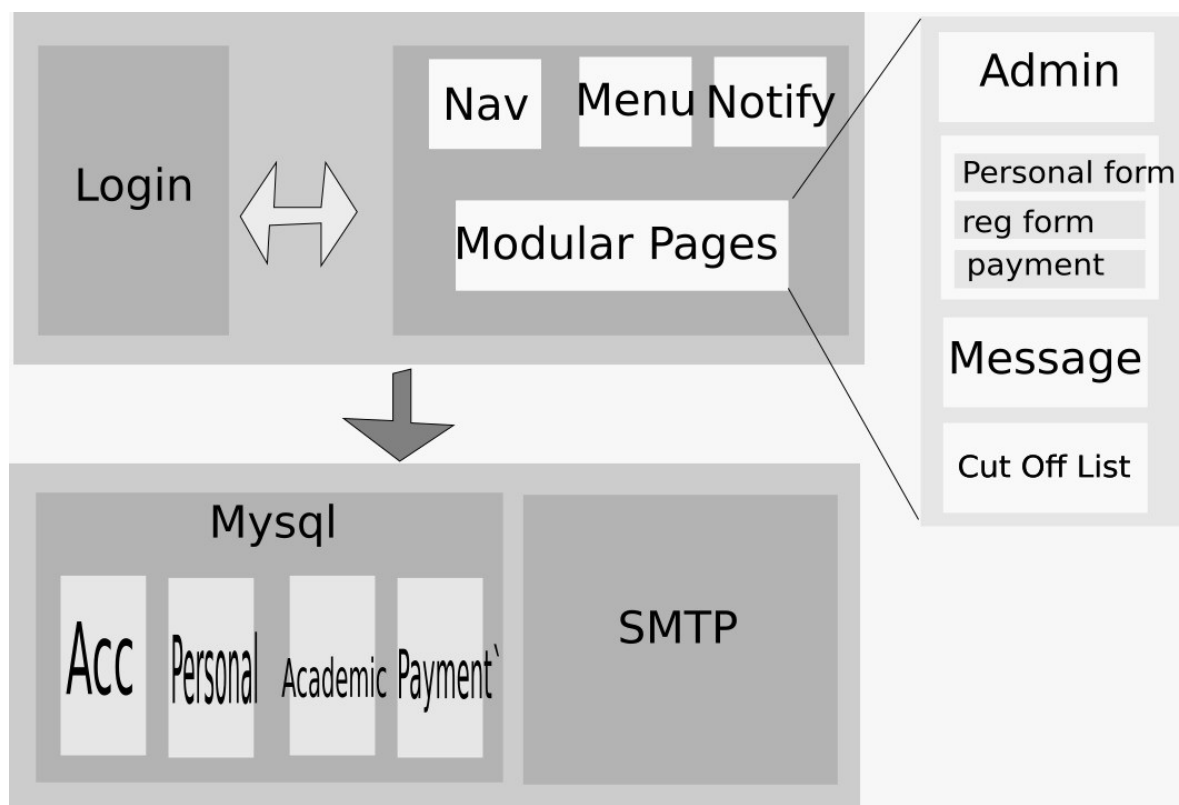 Login
Nav
Menu
Notify
Modular Pages
Admin
Personal form
reg form
payment
Message
Cut Off List
Mysql
Acc
Personal
Academic
Payment`
SMTP